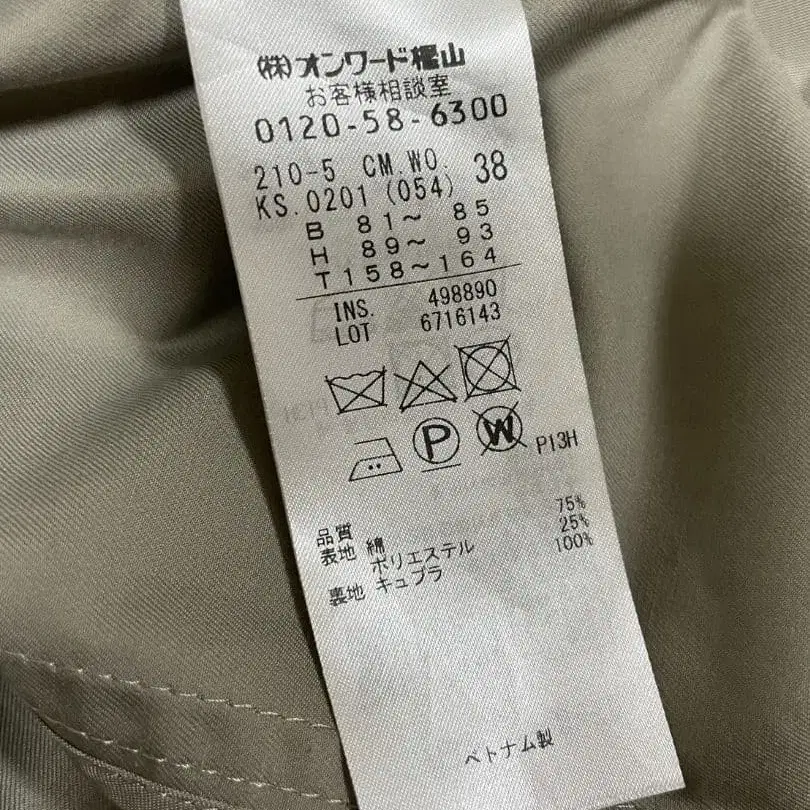 (株)オンワード樫山
お客様相談室
0120-58-6300
210-5 CM.WO. 38
KS.0201(054)
B 81～ 85
H 89～ 93
T158～164
INS. 498890
LOT 6716143
P W P13H
品質
表地 綿 75%
ポリエステル 25%
裏地 キュプラ 100%
ベトナム製